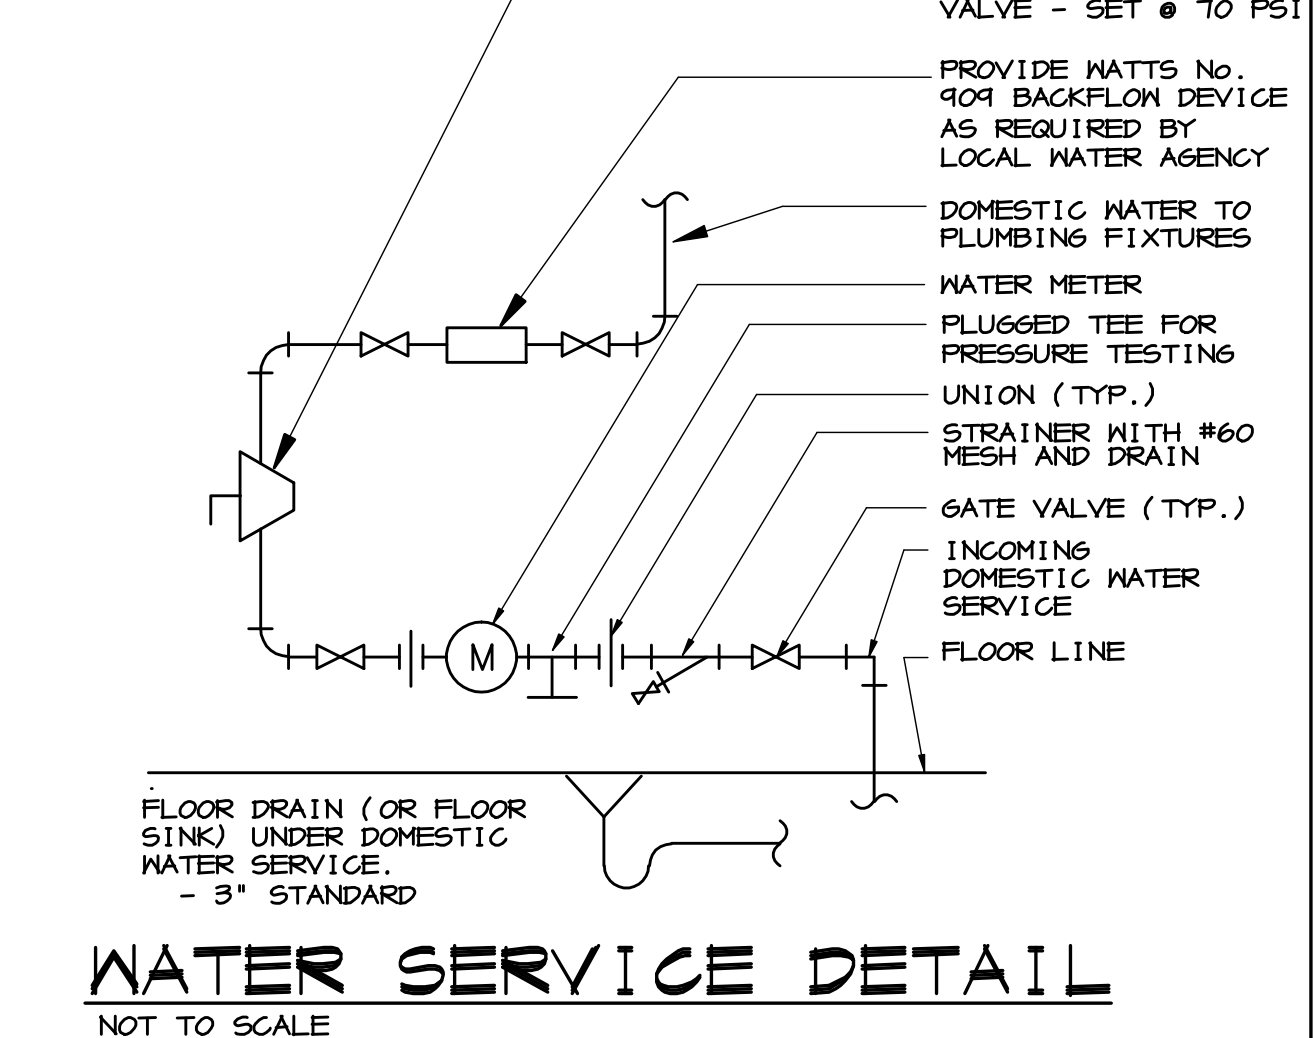 VALVE - SET @ 70 PSI
PROVIDE WATTS No.
909 BACKFLOW DEVICE
AS REQUIRED BY
LOCAL WATER AGENCY
DOMESTIC WATER TO
PLUMBING FIXTURES
WATER METER
PLUGGED TEE FOR
PRESSURE TESTING
UNION (TYP.)
STRAINER WITH #60
MESH AND DRAIN
GATE VALVE (TYP.)
INCOMING
DOMESTIC WATER
SERVICE
FLOOR LINE
M
FLOOR DRAIN (OR FLOOR
SINK) UNDER DOMESTIC
WATER SERVICE.
- 3" STANDARD
WATER SERVICE DETAIL
NOT TO SCALE